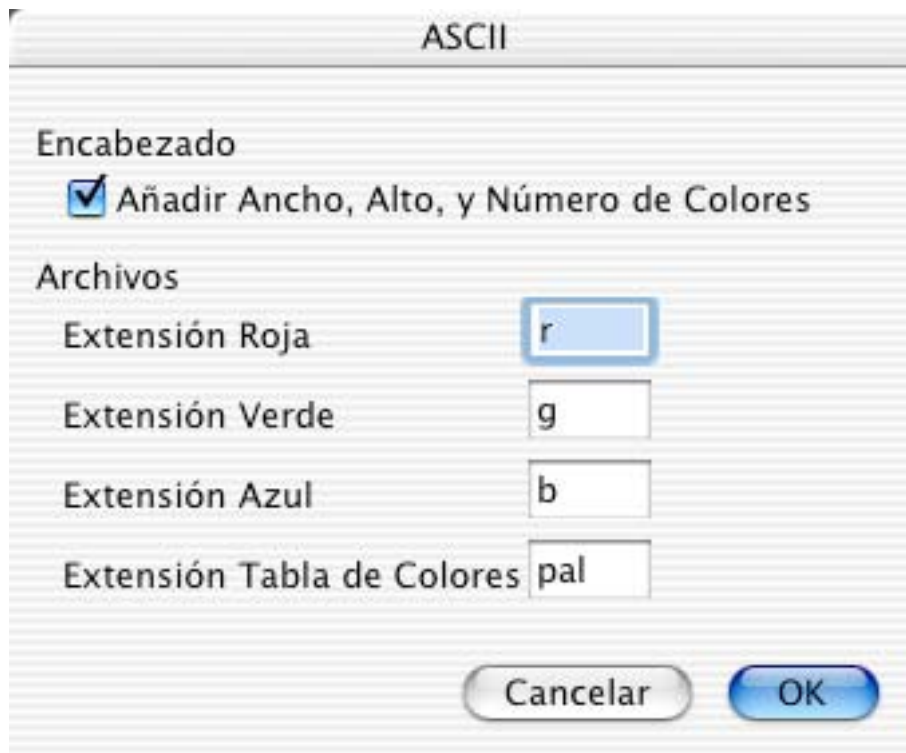 ASCII
Encabezado
Añadir Ancho, Alto, y Número de Colores
Archivos
Extensión Roja r
Extensión Verde g
Extensión Azul b
Extensión Tabla de Colores pal
Cancelar OK